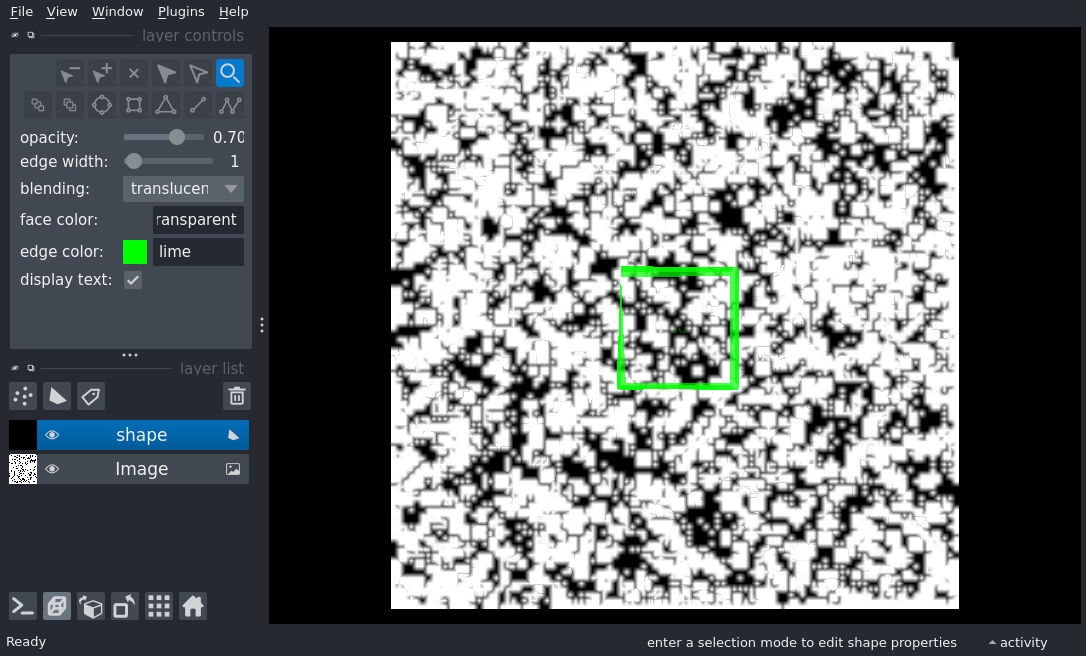 File View Window Plugins Help
layer controls
opacity: 0.70
edge width: 1
blending: translucen
face color: ransparent
edge color: lime
display text:
layer list
shape
Image
Ready enter a selection mode to edit shape properties activity